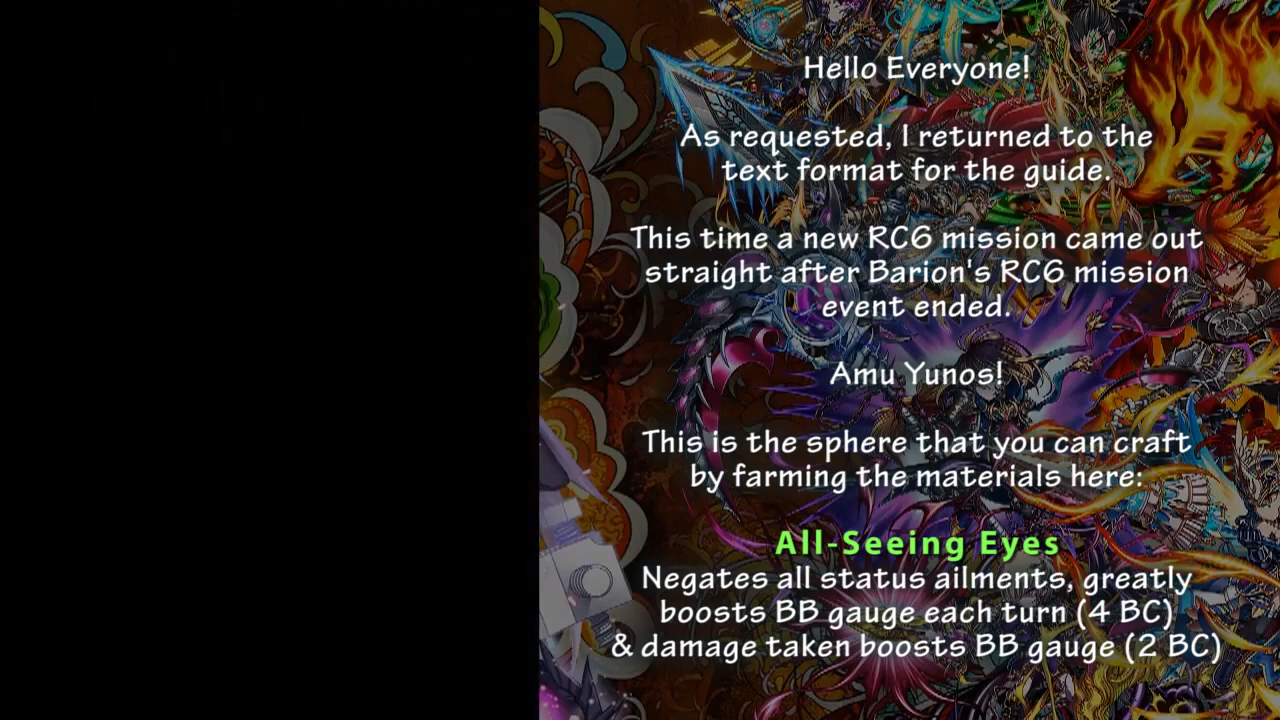 Hello Everyone!
As requested, I returned to the
text format for the guide.
This time a new RC6 mission came out
straight after Barion's RC6 mission
event ended.
Amu Yunos!
This is the sphere that you can craft
by farming the materials here:
All-Seeing Eyes
Negates all status ailments, greatly
boosts BB gauge each turn (4 BC)
& damage taken boosts BB gauge (2 BC)